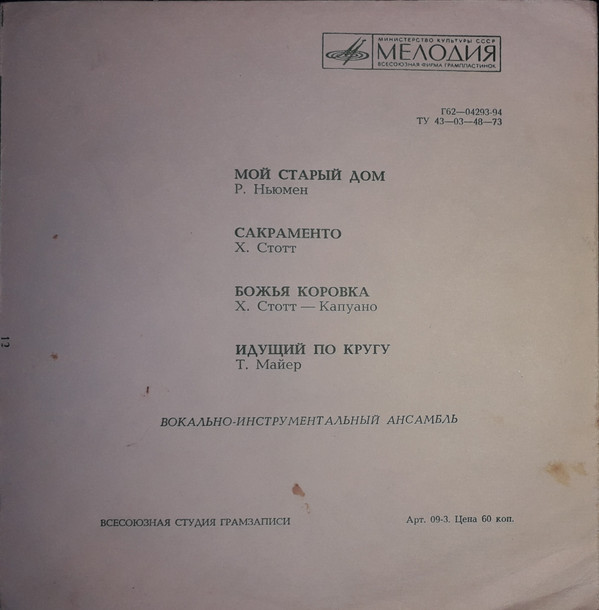 МИНИСТЕРСТВО КУЛЬТУРЫ СССР
МЕЛОДИЯ
ВСЕСОЮЗНАЯ ФИРМА ГРАМПЛАСТИНОК
Г62—04293-94
ТУ 43—03—48—73
МОЙ СТАРЫЙ ДОМ
Р. Ньюмен
САКРАМЕНТО
Х. Стотт
БОЖЬЯ КОРОВКА
Х. Стотт — Капуано
ИДУЩИЙ ПО КРУГУ
Т. Майер
12
ВОКАЛЬНО-ИНСТРУМЕНТАЛЬНЫЙ АНСАМБЛЬ
ВСЕСОЮЗНАЯ СТУДИЯ ГРАМЗАПИСИ
Арт. 09-3. Цена 60 коп.